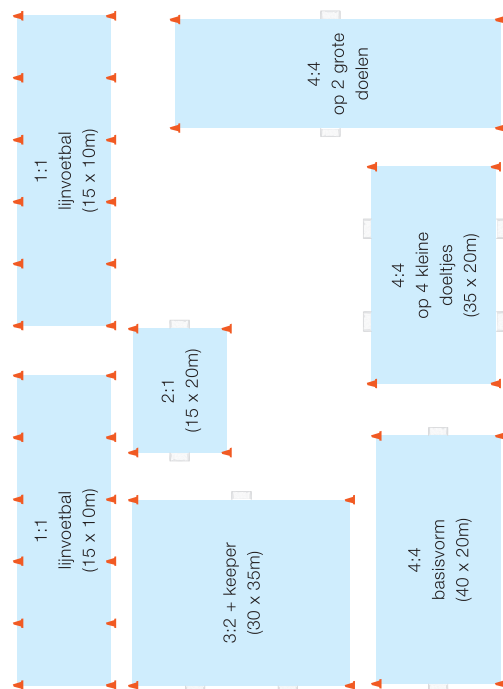 1:1
lijnvoetbal
(15 x 10m)
4:4
op 2 grote
doelen
4:4
op 4 kleine
doeltjes
(35 x 20m)
2:1
(15 x 20m)
1:1
lijnvoetbal
(15 x 10m)
3:2 + keeper
(30 x 35m)
4:4
basisvorm
(40 x 20m)